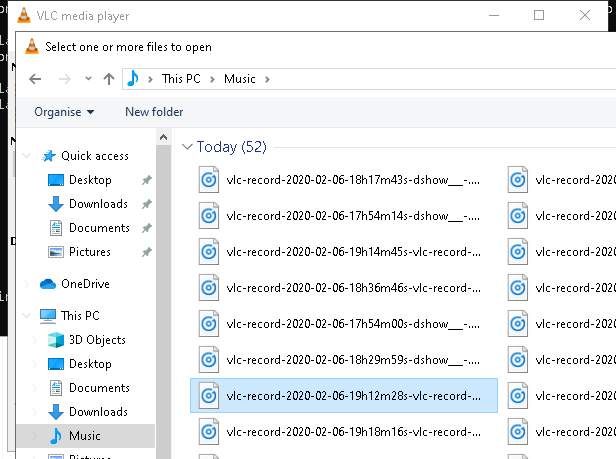 VLC media player
Select one or more files to open
This PC
Music
Organise
New folder
Today (52)
Quick access
Desktop
Downloads
Documents
Pictures
OneDrive
This PC
3D Objects
Desktop
Documents
Downloads
Music
vlc-record-2020-02-06-18h17m43s-dshow___-....
vlc-record-2020-02-06-17h54m14s-dshow___-....
vlc-record-2020-02-06-19h14m45s-vlc-record-...
vlc-record-2020-02-06-18h36m46s-vlc-record-...
vlc-record-2020-02-06-17h54m00s-dshow___-....
vlc-record-2020-02-06-18h29m59s-dshow___-....
vlc-record-2020-02-06-19h12m28s-vlc-record-...
vlc-record-2020-02-06-19h18m16s-vlc-record-...
vlc-record-2020
vlc-record-2020
vlc-record-2020
vlc-record-2020
vlc-record-2020
vlc-record-2020
vlc-record-2020
vlc-record-2020